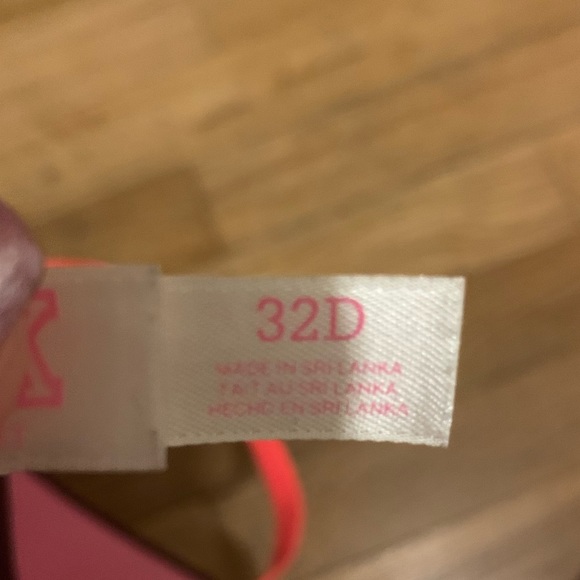 32D
MADE IN SRI LANKA
FAIT AU SRI LANKA
HECHO EN SRI LANKA